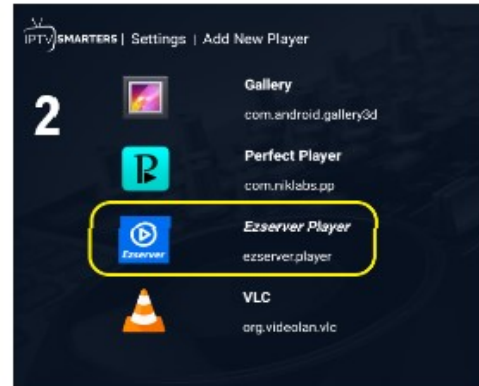 IPTV SMARTERS | Settings | Add New Player
2
Gallery
com.android.gallery3d
Perfect Player
com.niklabs.pp
Ezserver Player
Ezserver
ezserver.player
VLC
org.videolan.vlc